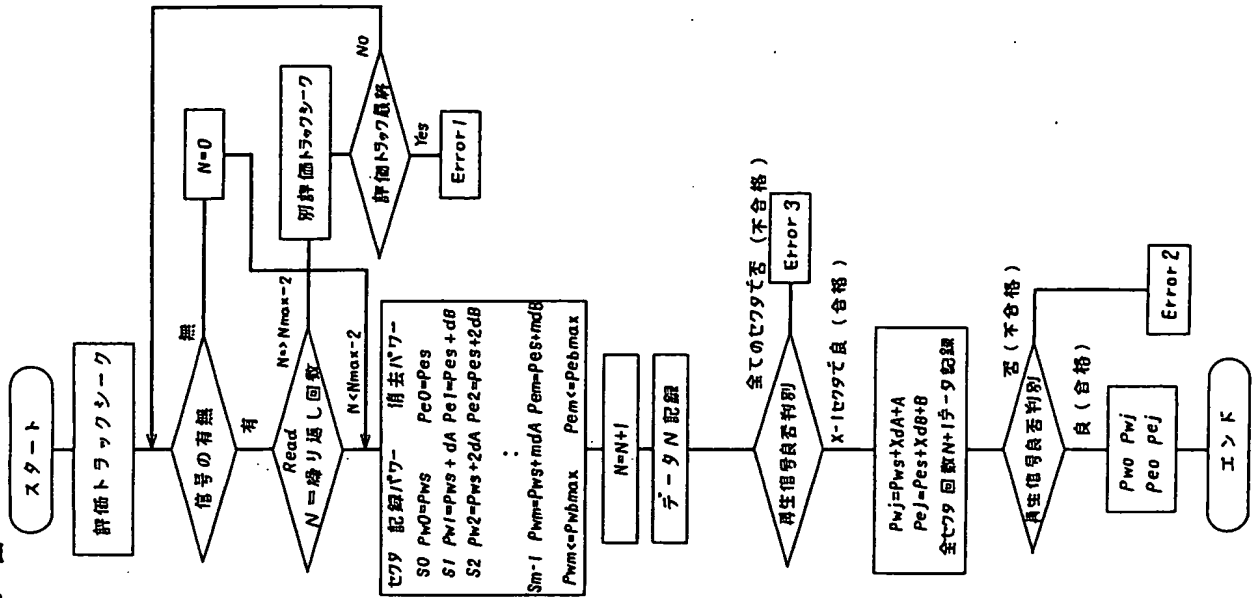 スタート
評価トラックシーク
信号の有無
無
N=0
有
Read
N=繰り返し回数
N=>Nmax-2
別評価トラックシーク
評価トラック最終
No
Yes
Error1
N<Nmax-2
セクタ 記録パワー 消去パワー
S0 Pw0=Pws Pe0=Pes
S1 Pw1=Pws+dA Pe1=Pes+dB
S2 Pw2=Pws+2dA Pe2=Pes+2dB
:
Sm-1 Pwm=Pws+mdA Pem=Pes+mdB
Pwm<=Pwbmax Pem<=Pebmax
N=N+1
データN記録
再生信号良否判別
全てのセクタで否(不合格)
Error3
X-1セクタで良(合格)
Pwj=Pws+XdA+A
Pej=Pes+XdB+B
全セクタ回数N+1データ記録
再生信号良否判別
否(不合格)
Error2
良(合格)
Pwo Pwj
Peo pej
エンド